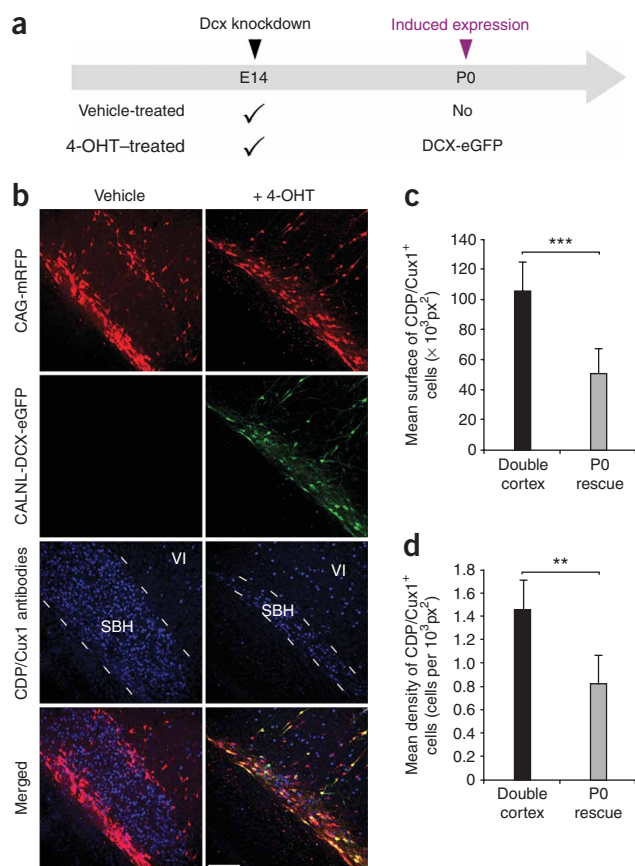 a
Dcx knockdown Induced expression
E14 P0
Vehicle-treated ✓ No
4-OHT–treated ✓ DCX-eGFP
b
Vehicle + 4-OHT
CAG-mRFP
CALNL-DCX-eGFP
CDP/Cux1 antibodies
VI
SBH
VI
SBH
Merged
c
Mean surface of CDP/Cux1+
cells (× 10³px²)
140
120
100
80
60
40
20
0
***
Double
cortex
P0
rescue
d
Mean density of CDP/Cux1+
cells (cells per 10³px²)
1.8
1.6
1.4
1.2
1.0
0.8
0.6
0.4
0.2
0
**
Double
cortex
P0
rescue